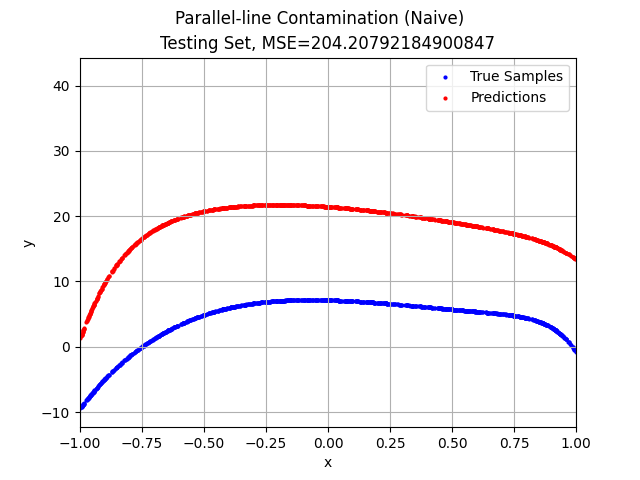 Parallel-line Contamination (Naive)
Testing Set, MSE=204.20792184900847
True Samples
Predictions
40
30
20
10
0
−10
y
−1.00 −0.75 −0.50 −0.25 0.00 0.25 0.50 0.75 1.00
x